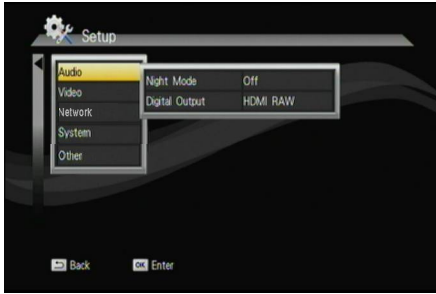 Setup
Audio
Video
Network
System
Other
Night Mode Off
Digital Output HDMI RAW
Back OK Enter